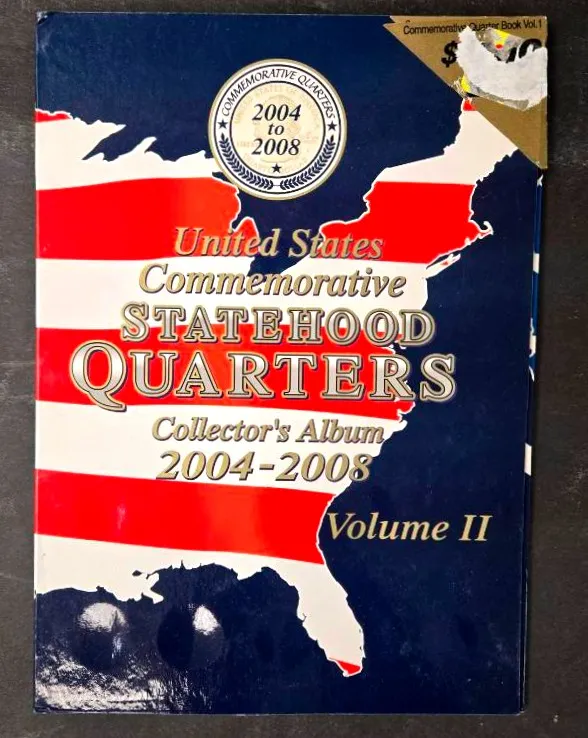 Commemorative Quarter Book Vol. 1
$
COMMEMORATIVE QUARTERS
2004
to
2008
United States
Commemorative
STATEHOOD
QUARTERS
Collector's Album
2004-2008
Volume II